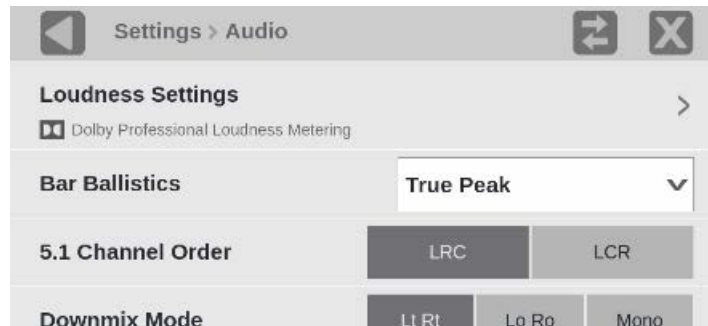 Settings > Audio
Loudness Settings
Dolby Professional Loudness Metering
Bar Ballistics True Peak
5.1 Channel Order LRC LCR
Downmix Mode Lt Rt Lo Ro Mono